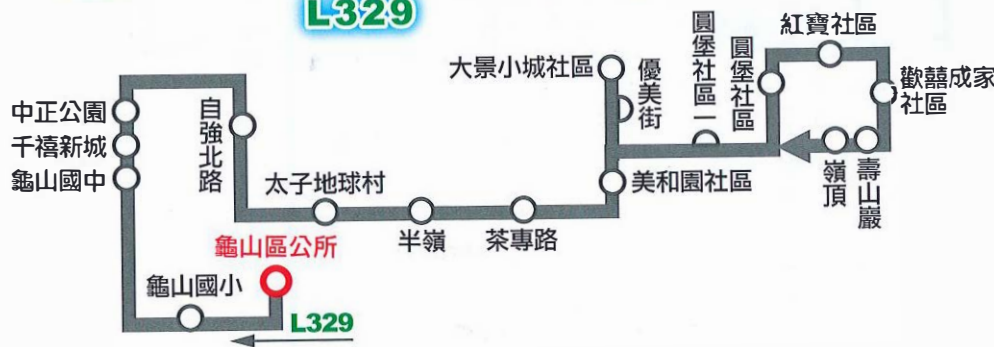 L329
紅寶社區
圓堡社區一
圓堡社區
大景小城社區
優美街
歡囍成家
社區
中正公園
千禧新城
龜山國中
自強北路
嶺頂
壽山巖
太子地球村
美和園社區
半嶺
茶專路
龜山區公所
龜山國小
L329